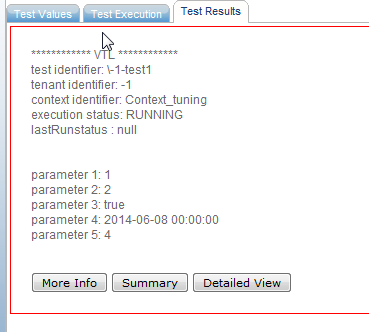 Test Values Test Execution Test Results
************ VTL ************
test identifier: \-1-test1
tenant identifier: -1
context identifier: Context_tuning
execution status: RUNNING
lastRunstatus : null
parameter 1: 1
parameter 2: 2
parameter 3: true
parameter 4: 2014-06-08 00:00:00
parameter 5: 4
More Info Summary Detailed View